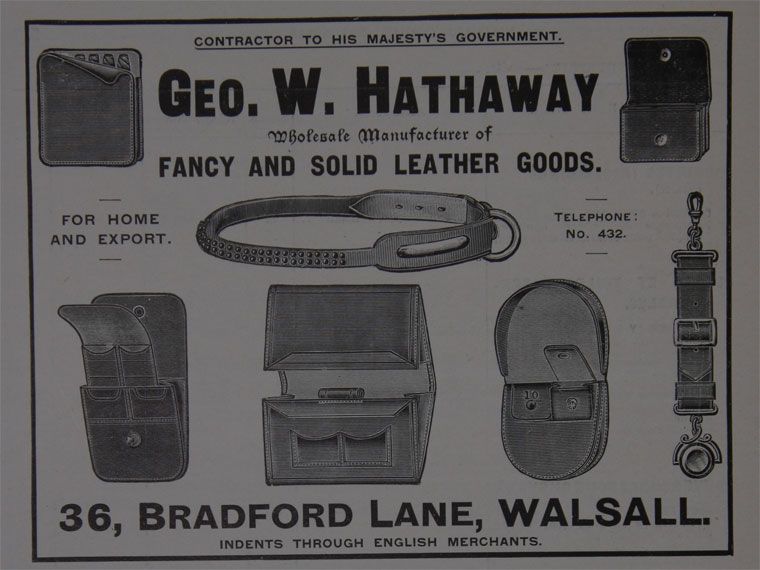 CONTRACTOR TO HIS MAJESTY'S GOVERNMENT.
GEO. W. HATHAWAY
Wholesale Manufacturer of
FANCY AND SOLID LEATHER GOODS.
FOR HOME
AND EXPORT.
TELEPHONE:
NO. 432.
10
36, BRADFORD LANE, WALSALL.
INDENTS THROUGH ENGLISH MERCHANTS.